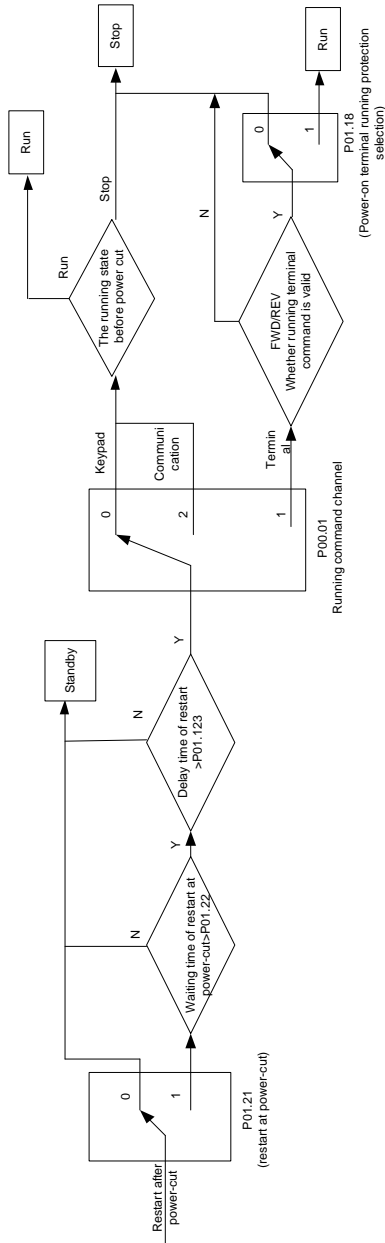 Restart after
power-cut
0
1
P01.21
(restart at power-cut)
Waiting time of restart at
power-cut>P01.22
N
Y
Delay time of restart
>P01.123
N
Y
Standby
0
2
1
P00.01
Running command channel
Keypad
Communi
cation
Termin
al
The running state
before power cut
Run
Run
Stop
Stop
FWD/REV
Whether running terminal
command is valid
N
Y
0
1
P01.18
(Power-on terminal running protection
selection)
Run